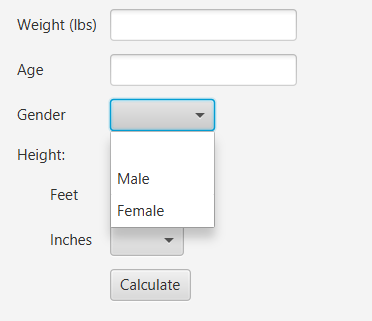 Weight (lbs)
Age
Gender
Height:
Male
Feet
Female
Inches
Calculate